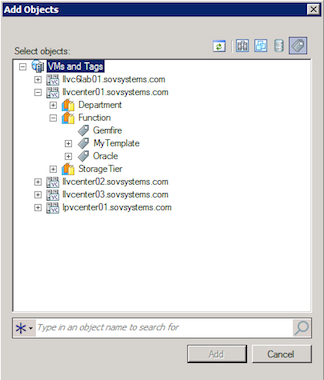 Add Objects
Select objects:
VMs and Tags
llvc6lab01.sovsystems.com
llvcenter01.sovsystems.com
Department
Function
Gemfire
MyTemplate
Oracle
StorageTier
llvcenter02.sovsystems.com
llvcenter03.sovsystems.com
lpvcenter01.sovsystems.com
Type in an object name to search for
Add
Cancel